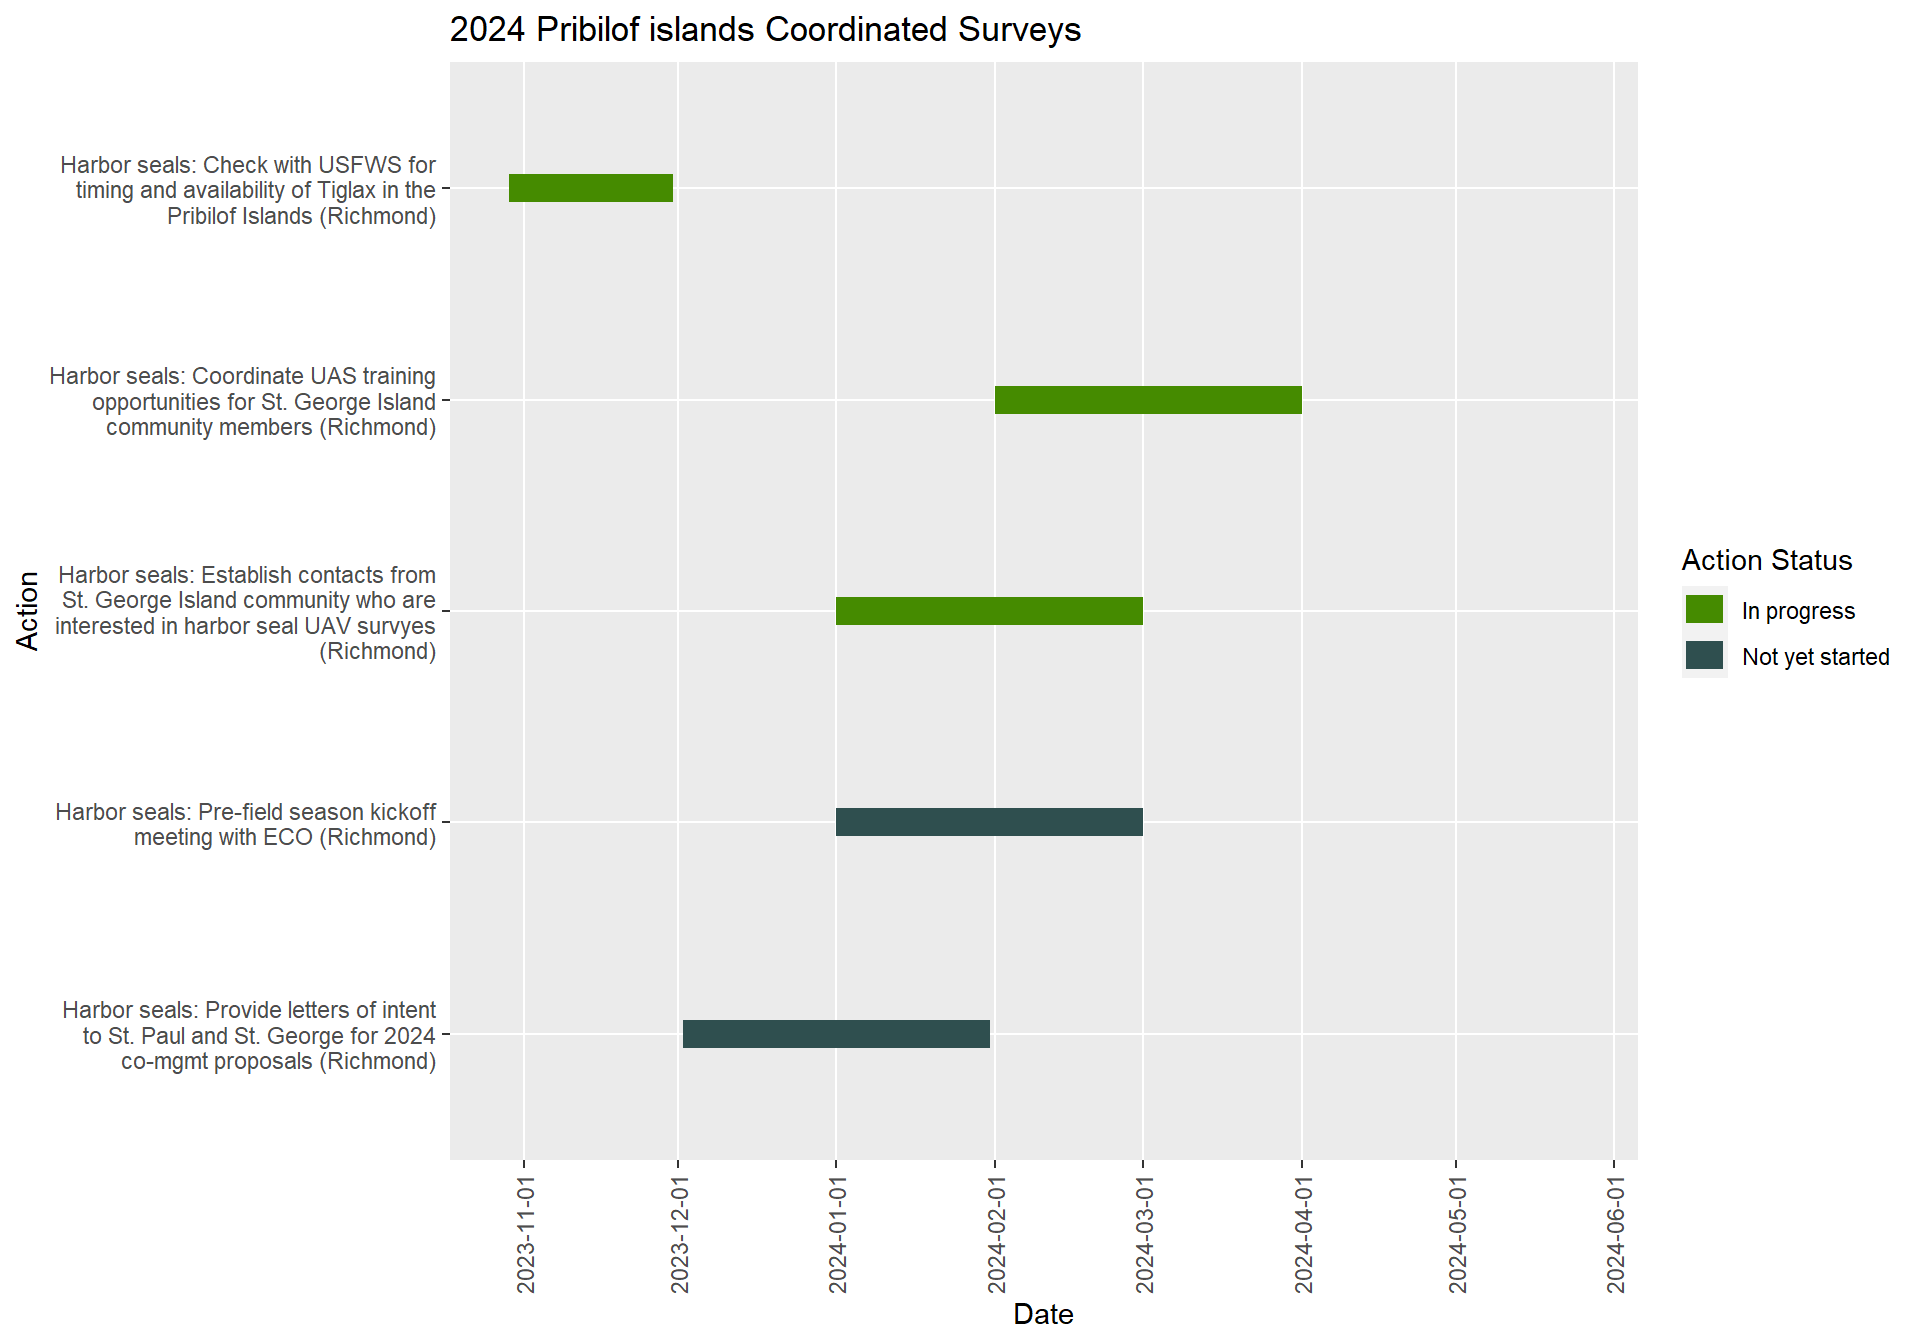 2024 Pribilof islands Coordinated Surveys
Harbor seals: Check with USFWS for
timing and availability of Tiglax in the
Pribilof Islands (Richmond)
Harbor seals: Coordinate UAS training
opportunities for St. George Island
community members (Richmond)
Harbor seals: Establish contacts from
St. George Island community who are
interested in harbor seal UAV survyes
(Richmond)
Harbor seals: Pre-field season kickoff
meeting with ECO (Richmond)
Harbor seals: Provide letters of intent
to St. Paul and St. George for 2024
co-mgmt proposals (Richmond)
Action
2023-11-01
2023-12-01
2024-01-01
2024-02-01
2024-03-01
2024-04-01
2024-05-01
2024-06-01
Date
Action Status
In progress
Not yet started